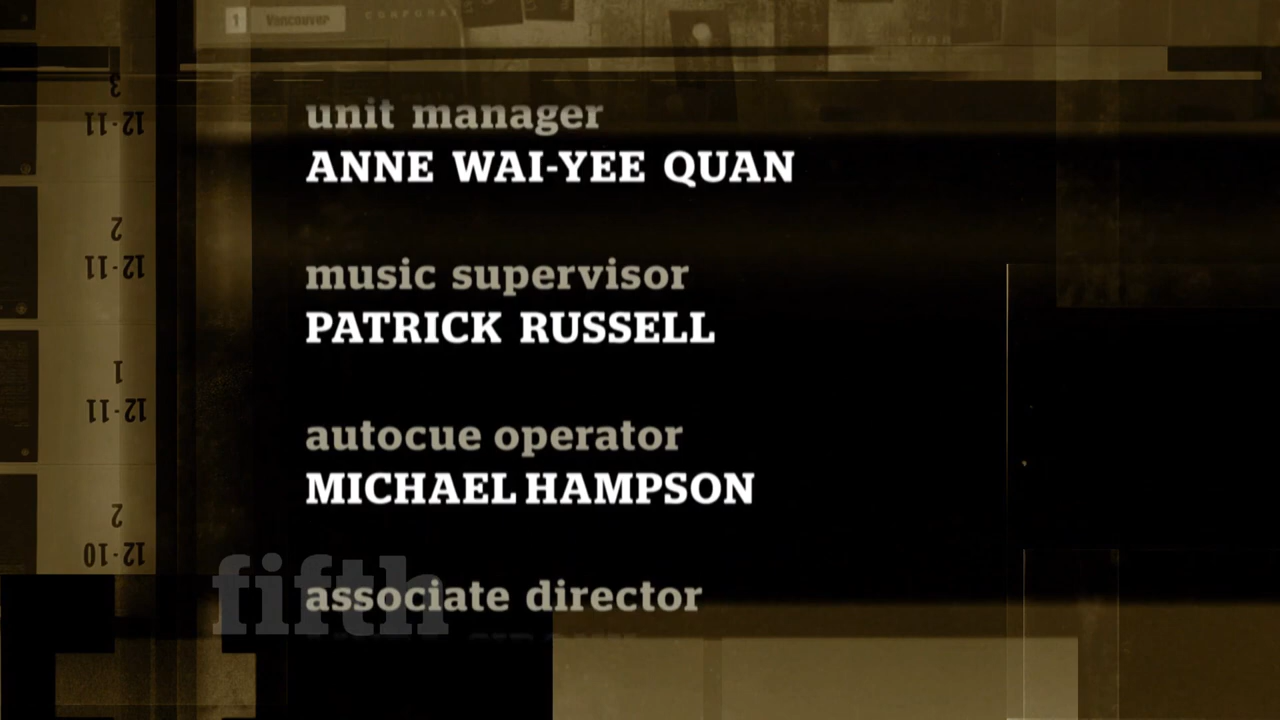 1 Vancouver
unit manager
ANNE WAI-YEE QUAN
music supervisor
PATRICK RUSSELL
autocue operator
MICHAEL HAMPSON
fifth
associate director
3
12-11
2
12-11
1
12-11
2
12-10